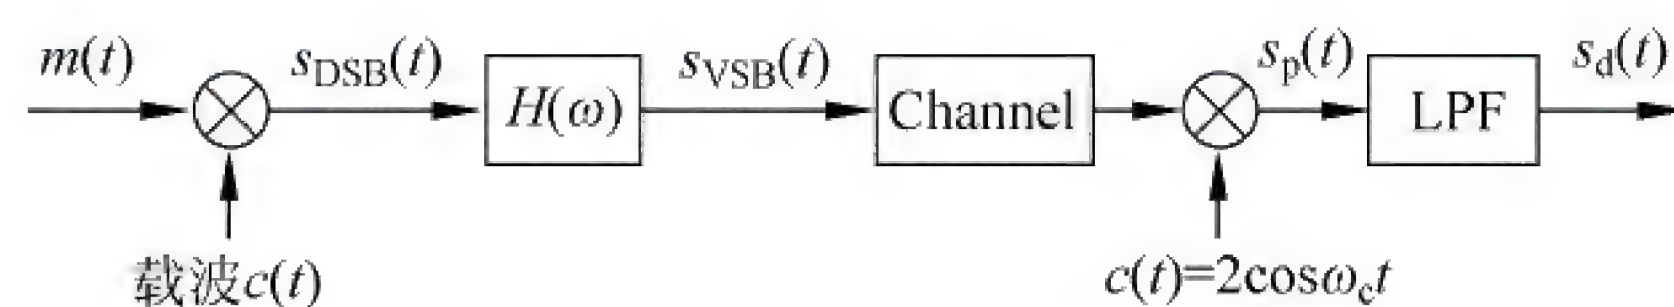 m(t)
s_DSB(t)
H(ω)
s_VSB(t)
Channel
s_p(t)
LPF
s_d(t)
载波c(t)
c(t)=2cosω_ct